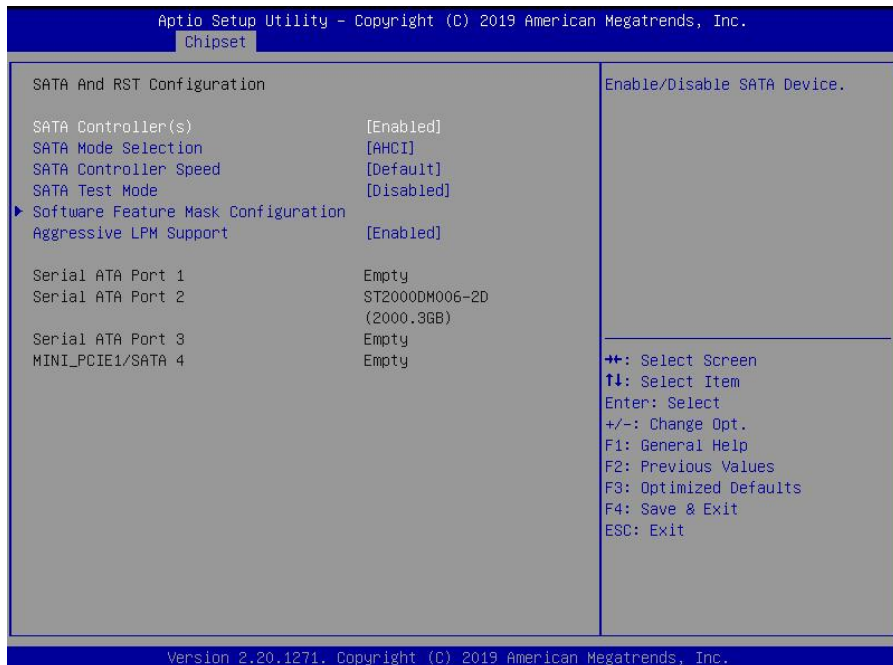 Aptio Setup Utility – Copyright (C) 2019 American Megatrends, Inc.
Chipset
SATA And RST Configuration
SATA Controller(s) [Enabled]
SATA Mode Selection [AHCI]
SATA Controller Speed [Default]
SATA Test Mode [Disabled]
Software Feature Mask Configuration
Aggressive LPM Support [Enabled]
Serial ATA Port 1 Empty
Serial ATA Port 2 ST2000DM006-2D
(2000.3GB)
Serial ATA Port 3 Empty
MINI_PCIE1/SATA 4 Empty
Enable/Disable SATA Device.
→←: Select Screen
↑↓: Select Item
Enter: Select
+/-: Change Opt.
F1: General Help
F2: Previous Values
F3: Optimized Defaults
F4: Save & Exit
ESC: Exit
Version 2.20.1271. Copyright (C) 2019 American Megatrends, Inc.